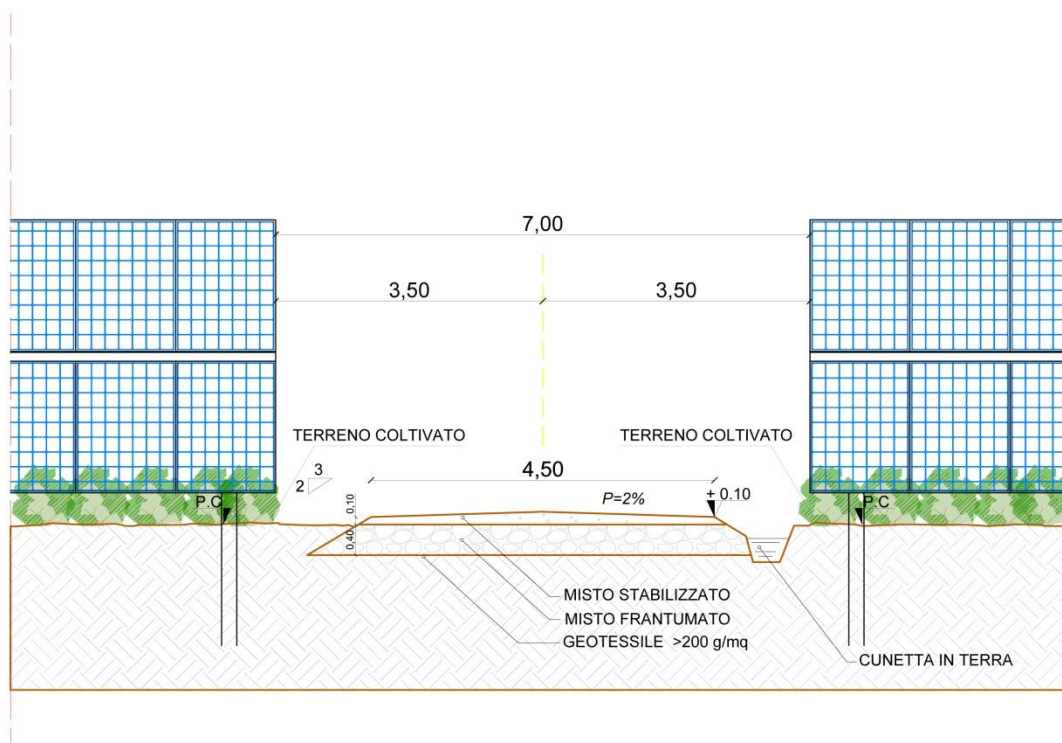 7,00
3,50
3,50
TERRENO COLTIVATO
TERRENO COLTIVATO
3
2
4,50
P=2%
+ 0.10
P.C
P.C
0,10
0,40
MISTO STABILIZZATO
MISTO FRANTUMATO
GEOTESSILE >200 g/mq
CUNETTA IN TERRA